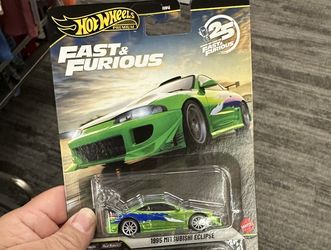 HOT WHEELS
PREMIUM
25
FAST & FURIOUS
FAST &
FURIOUS
1995 MITSUBISHI ECLIPSE